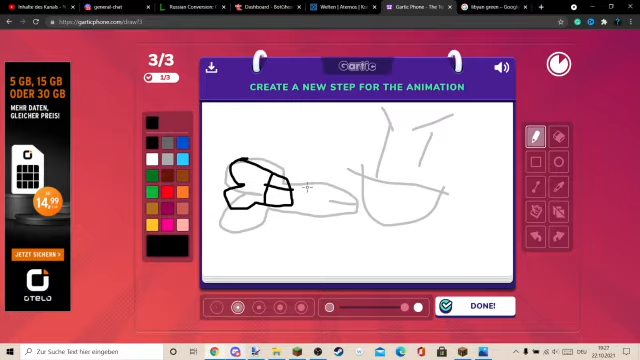 Inhalte des Kanals - 
general-chat
Russian Conversion: 
Dashboard - BotGh
Welten | Aternos | K
Gartic Phone - The T
libyan green - Google
https://garticphone.com/draw?3
3/3
1/3
Gartic
CREATE A NEW STEP FOR THE ANIMATION
5 GB, 15 GB
ODER 30 GB
MEHR DATEN,
GLEICHER PREIS!
14,99
JETZT SICHERN
OTELO
DONE!
Zur Suche Text hier eingeben
DEU
19:27
22.10.2021